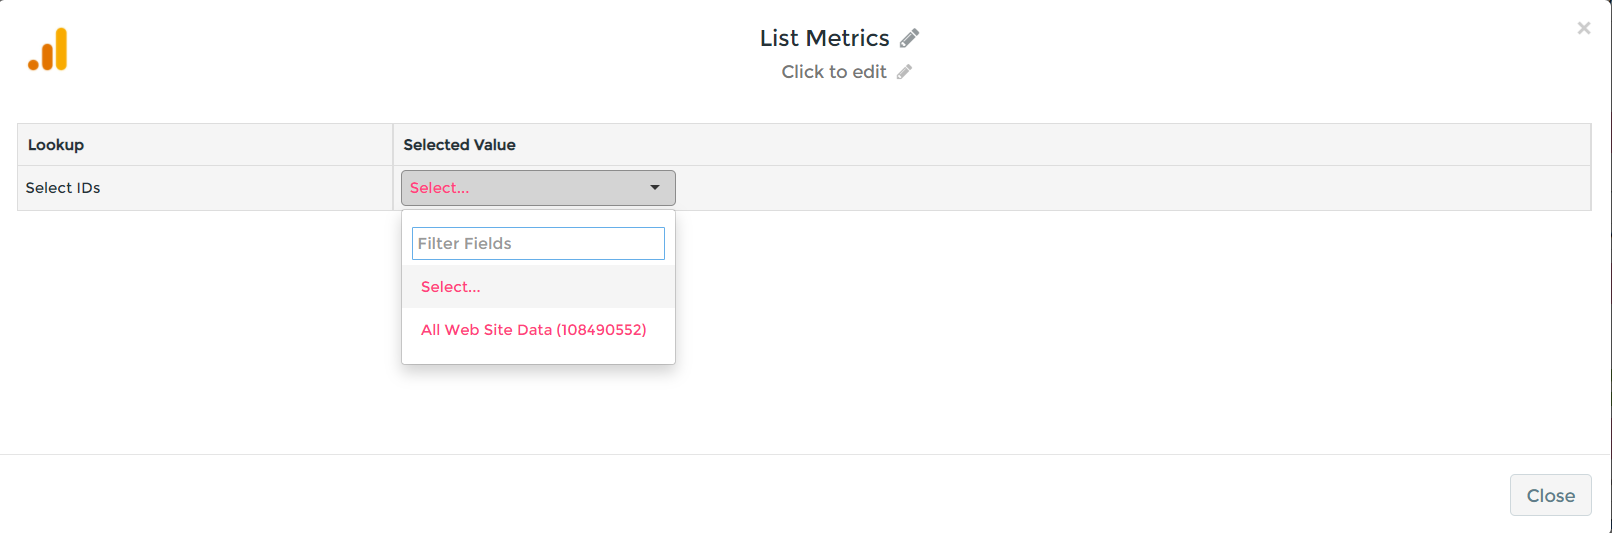 List Metrics
×
Click to edit
Lookup
Selected Value
Select IDs
Select...
Filter Fields
Select...
All Web Site Data (108490552)
Close